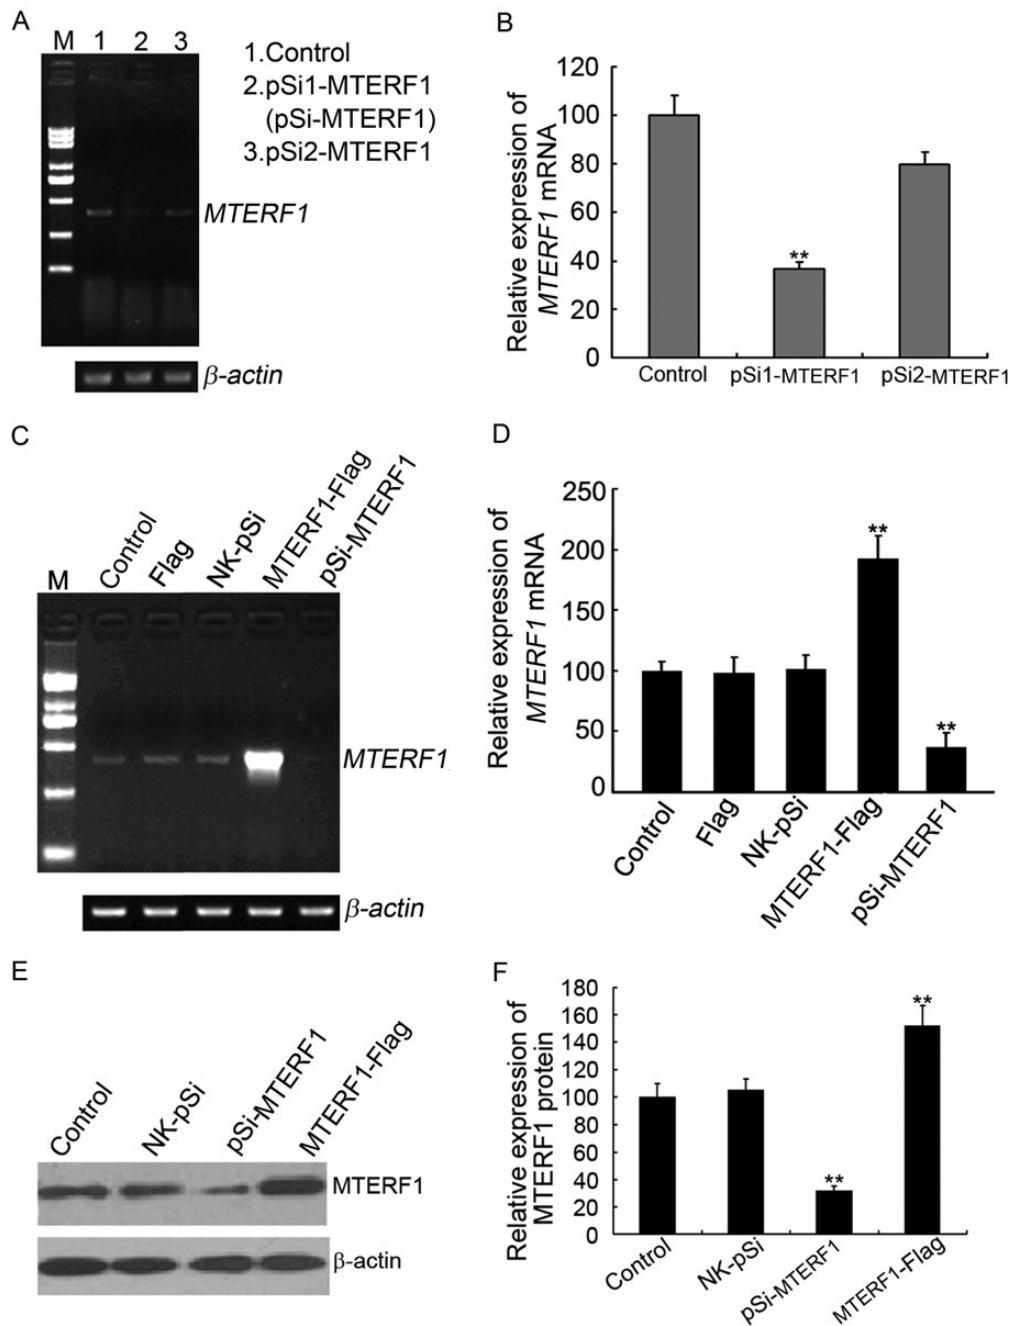 A
M 1 2 3
1.Control
2.pSi1-MTERF1
(pSi-MTERF1)
3.pSi2-MTERF1
MTERF1
β-actin
B
Relative expression of
MTERF1 mRNA
120
100
80
60
40
20
0
**
Control pSi1-MTERF1 pSi2-MTERF1
C
M Control Flag NK-pSi MTERF1-Flag pSi-MTERF1
MTERF1
β-actin
D
Relative expression of
MTERF1 mRNA
250
200
150
100
50
0
**
**
Control Flag NK-pSi MTERF1-Flag pSi-MTERF1
E
Control NK-pSi pSi-MTERF1 MTERF1-Flag
MTERF1
β-actin
F
Relative expression of
MTERF1 protein
180
160
140
120
100
80
60
40
20
0
**
**
Control NK-pSi pSi-MTERF1 MTERF1-Flag